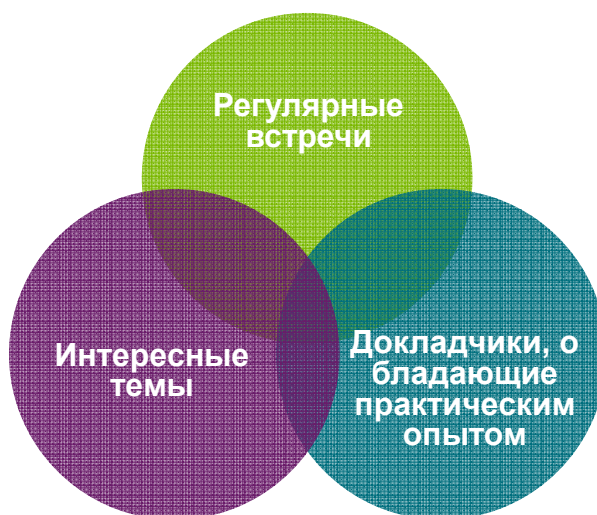 Регулярные
встречи
Интересные
темы
Докладчики, о
бладающие
практическим
опытом